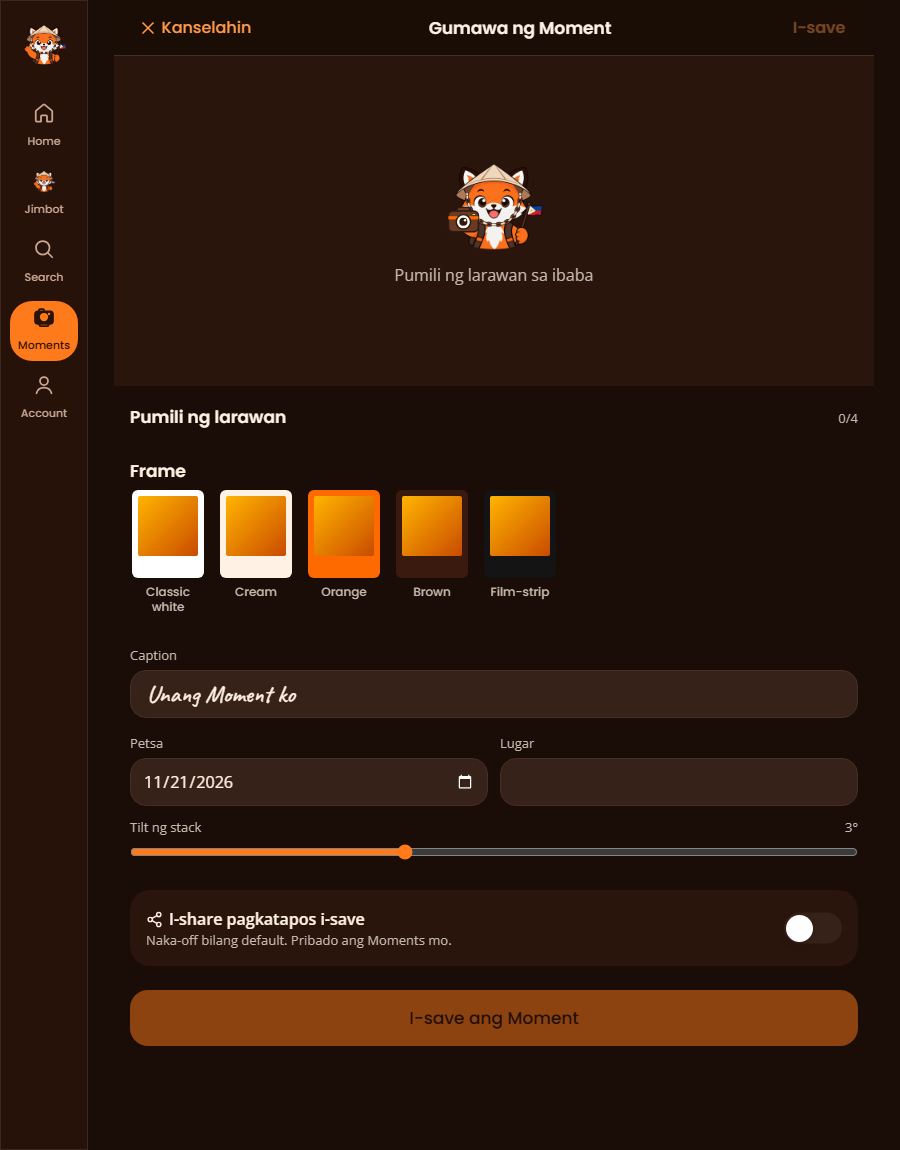 Kanselahin
Gumawa ng Moment
I-save
Home
Jimbot
Search
Moments
Account
Pumili ng larawan sa ibaba
Pumili ng larawan
0/4
Frame
Classic
white
Cream
Orange
Brown
Film-strip
Caption
Unang Moment ko
Petsa
Lugar
11/21/2026
Tilt ng stack
3°
I-share pagkatapos i-save
Naka-off bilang default. Pribado ang Moments mo.
I-save ang Moment